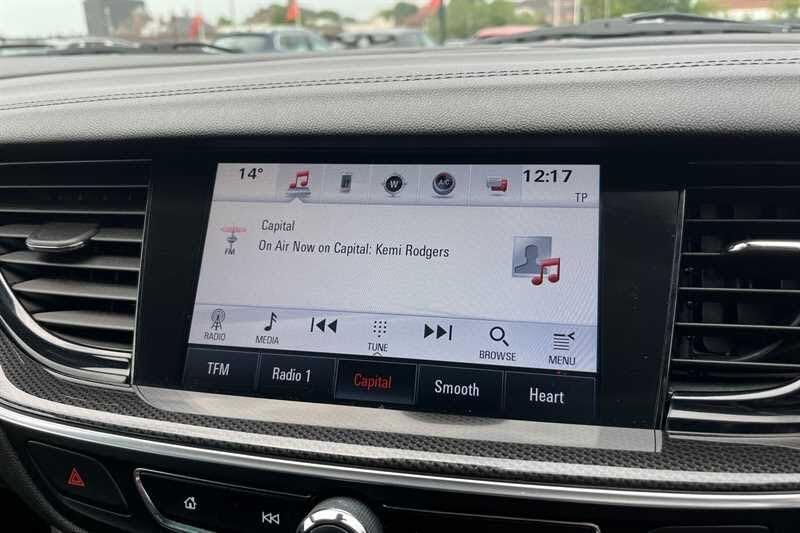 14° W A/C 12:17
TP
Capital
On Air Now on Capital: Kemi Rodgers
FM
RADIO MEDIA TUNE BROWSE MENU
TFM Radio 1 Capital Smooth Heart